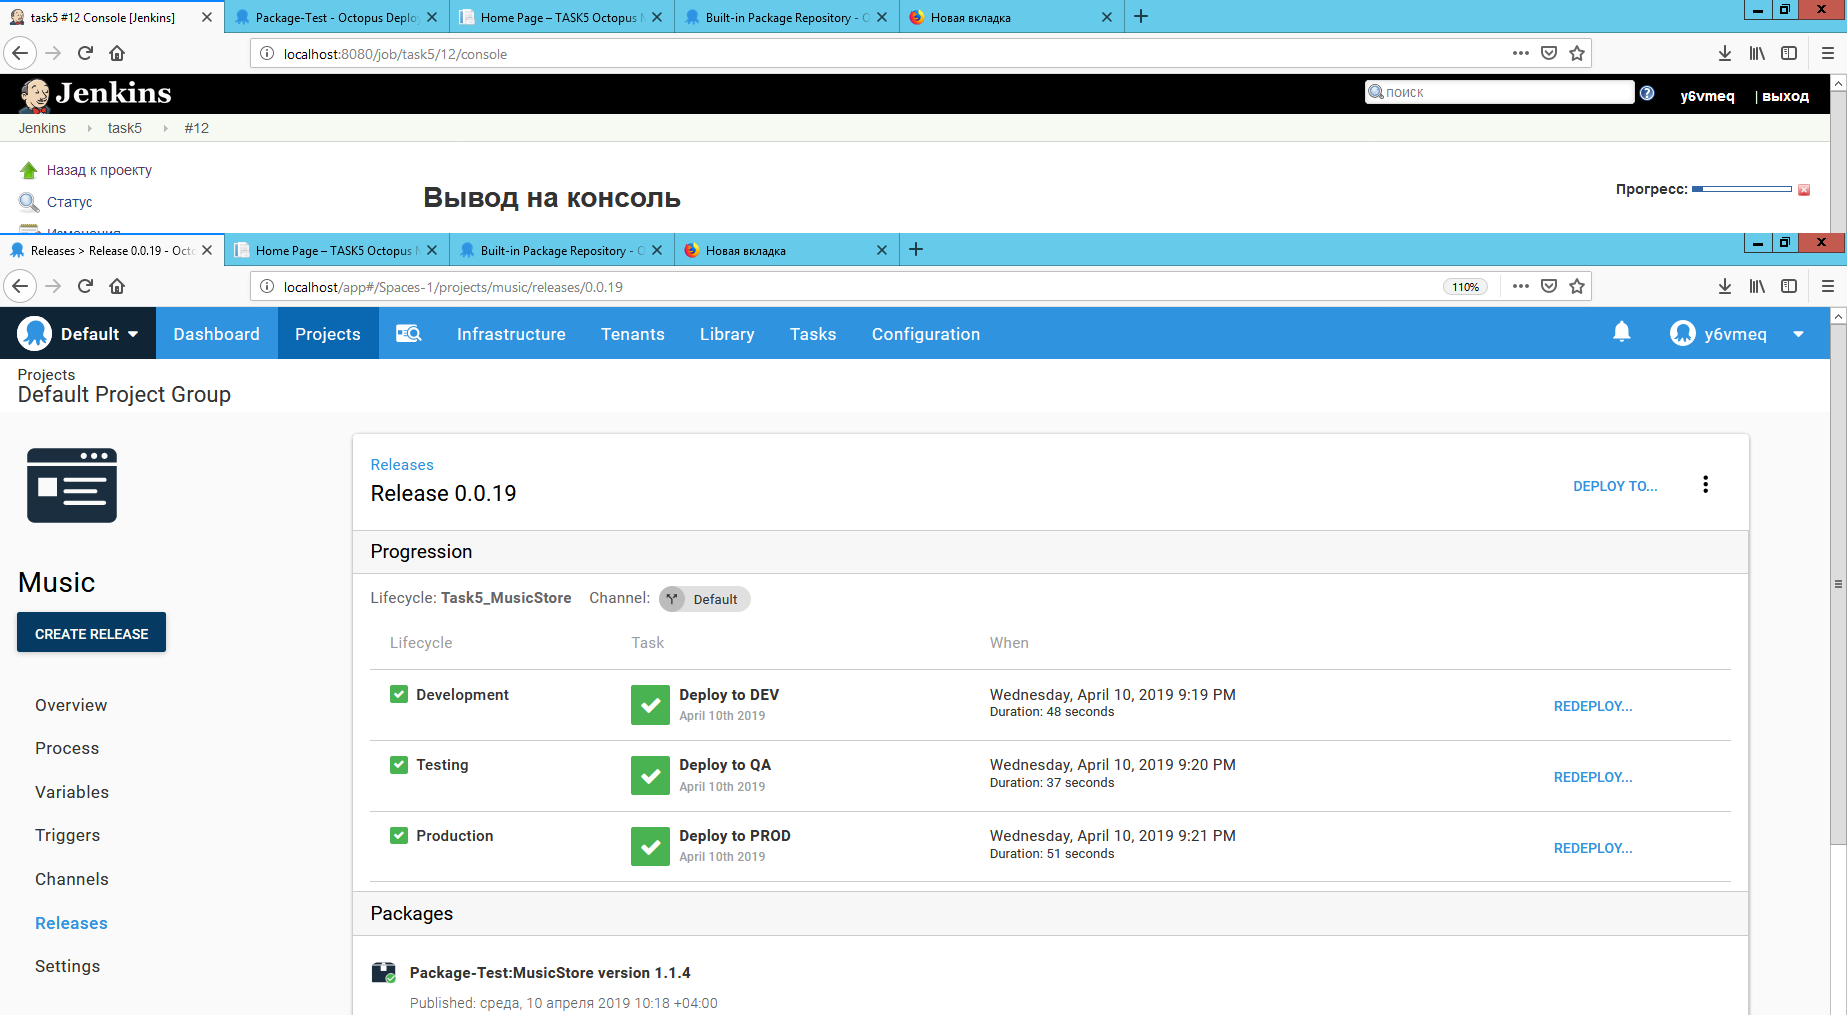 task5 #12 Console [Jenkins]
Package-Test - Octopus Deploy
Home Page – TASK5 Octopus
Built-in Package Repository -
Новая вкладка
localhost:8080/job/task5/12/console
Jenkins
поиск
y6vmeq
| выход
Jenkins
task5
#12
Назад к проекту
Статус
Изменения
Вывод на консоль
Прогресс:
Releases > Release 0.0.19 - Octo
Home Page – TASK5 Octopus
Built-in Package Repository -
Новая вкладка
localhost/app#/Spaces-1/projects/music/releases/0.0.19
110%
Default
Dashboard
Projects
Infrastructure
Tenants
Library
Tasks
Configuration
y6vmeq
Projects
Default Project Group
Music
CREATE RELEASE
Overview
Process
Variables
Triggers
Channels
Releases
Settings
Releases
Release 0.0.19
DEPLOY TO...
Progression
Lifecycle: Task5_MusicStore Channel: Default
Lifecycle Task When
Development
Deploy to DEV
April 10th 2019
Wednesday, April 10, 2019 9:19 PM
Duration: 48 seconds
REDEPLOY...
Testing
Deploy to QA
April 10th 2019
Wednesday, April 10, 2019 9:20 PM
Duration: 37 seconds
REDEPLOY...
Production
Deploy to PROD
April 10th 2019
Wednesday, April 10, 2019 9:21 PM
Duration: 51 seconds
REDEPLOY...
Packages
Package-Test:MusicStore version 1.1.4
Published: среда, 10 апреля 2019 10:18 +04:00